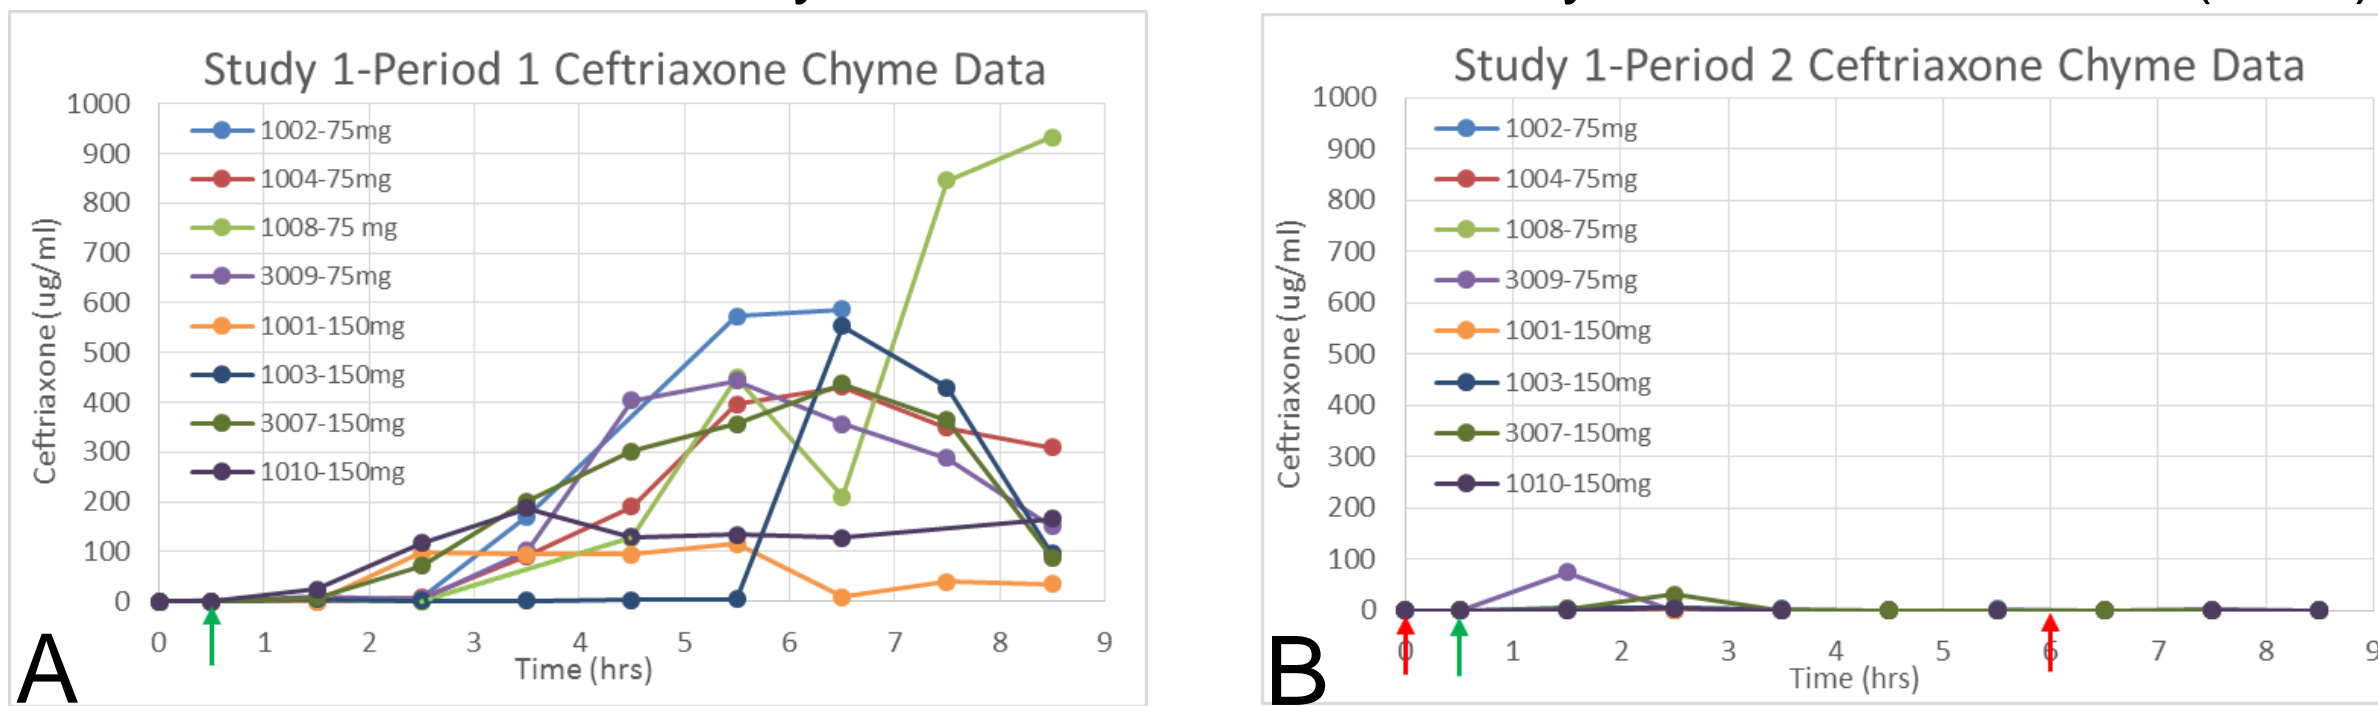 Study 1-Period 1 Ceftriaxone Chyme Data
Ceftriaxone (ug/ml)
1000
900
800
700
600
500
400
300
200
100
0
1002-75mg
1004-75mg
1008-75 mg
3009-75mg
1001-150mg
1003-150mg
3007-150mg
1010-150mg
0 1 2 3 4 5 6 7 8 9
Time (hrs)
A
Study 1-Period 2 Ceftriaxone Chyme Data
Ceftriaxone (ug/ml)
1000
900
800
700
600
500
400
300
200
100
0
1002-75mg
1004-75mg
1008-75mg
3009-75mg
1001-150mg
1003-150mg
3007-150mg
1010-150mg
0 1 2 3 4 5 6 7 8 9
Time (hrs)
B